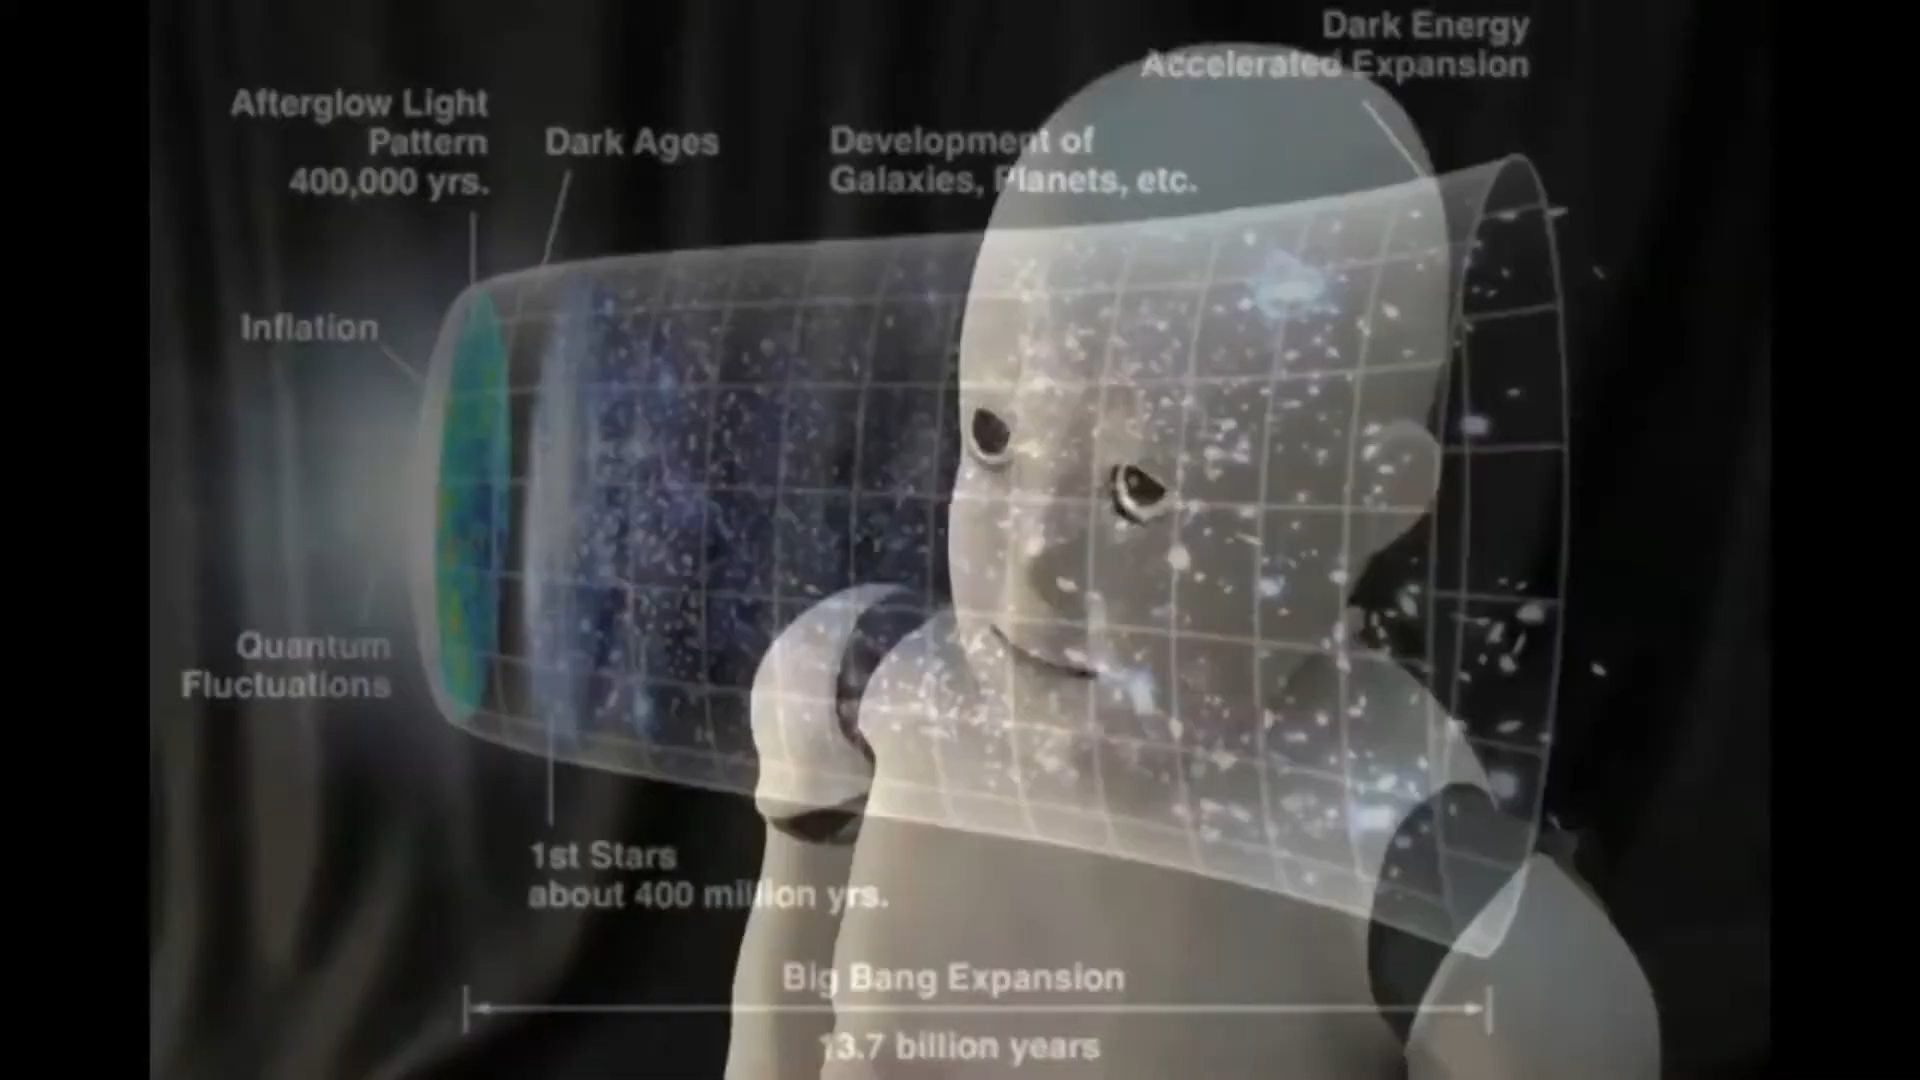 Dark Energy
Accelerated Expansion
Afterglow Light
Pattern
400,000 yrs.
Dark Ages
Development of
Galaxies, Planets, etc.
Inflation
Quantum
Fluctuations
1st Stars
about 400 million yrs.
Big Bang Expansion
13.7 billion years